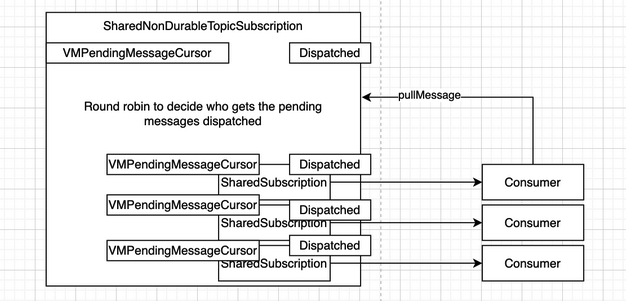 SharedNonDurableTopicSubscription
VMPendingMessageCursor
Dispatched
pullMessage
Round robin to decide who gets the pending
messages dispatched
VMPendingMessageCursor
Dispatched
SharedSubscription
Consumer
VMPendingMessageCursor
Dispatched
SharedSubscription
Consumer
VMPendingMessageCursor
Dispatched
SharedSubscription
Consumer